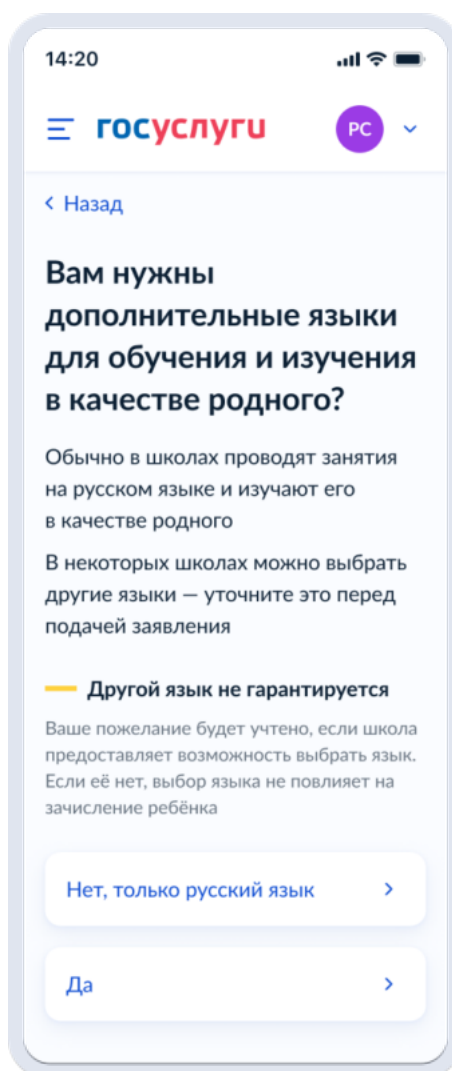 14:20
госуслуги
РС
Назад
Вам нужны
дополнительные языки
для обучения и изучения
в качестве родного?
Обычно в школах проводят занятия
на русском языке и изучают его
в качестве родного
В некоторых школах можно выбрать
другие языки — уточните это перед
подачей заявления
Другой язык не гарантируется
Ваше пожелание будет учтено, если школа
предоставляет возможность выбрать язык.
Если её нет, выбор языка не повлияет на
зачисление ребёнка
Нет, только русский язык
Да